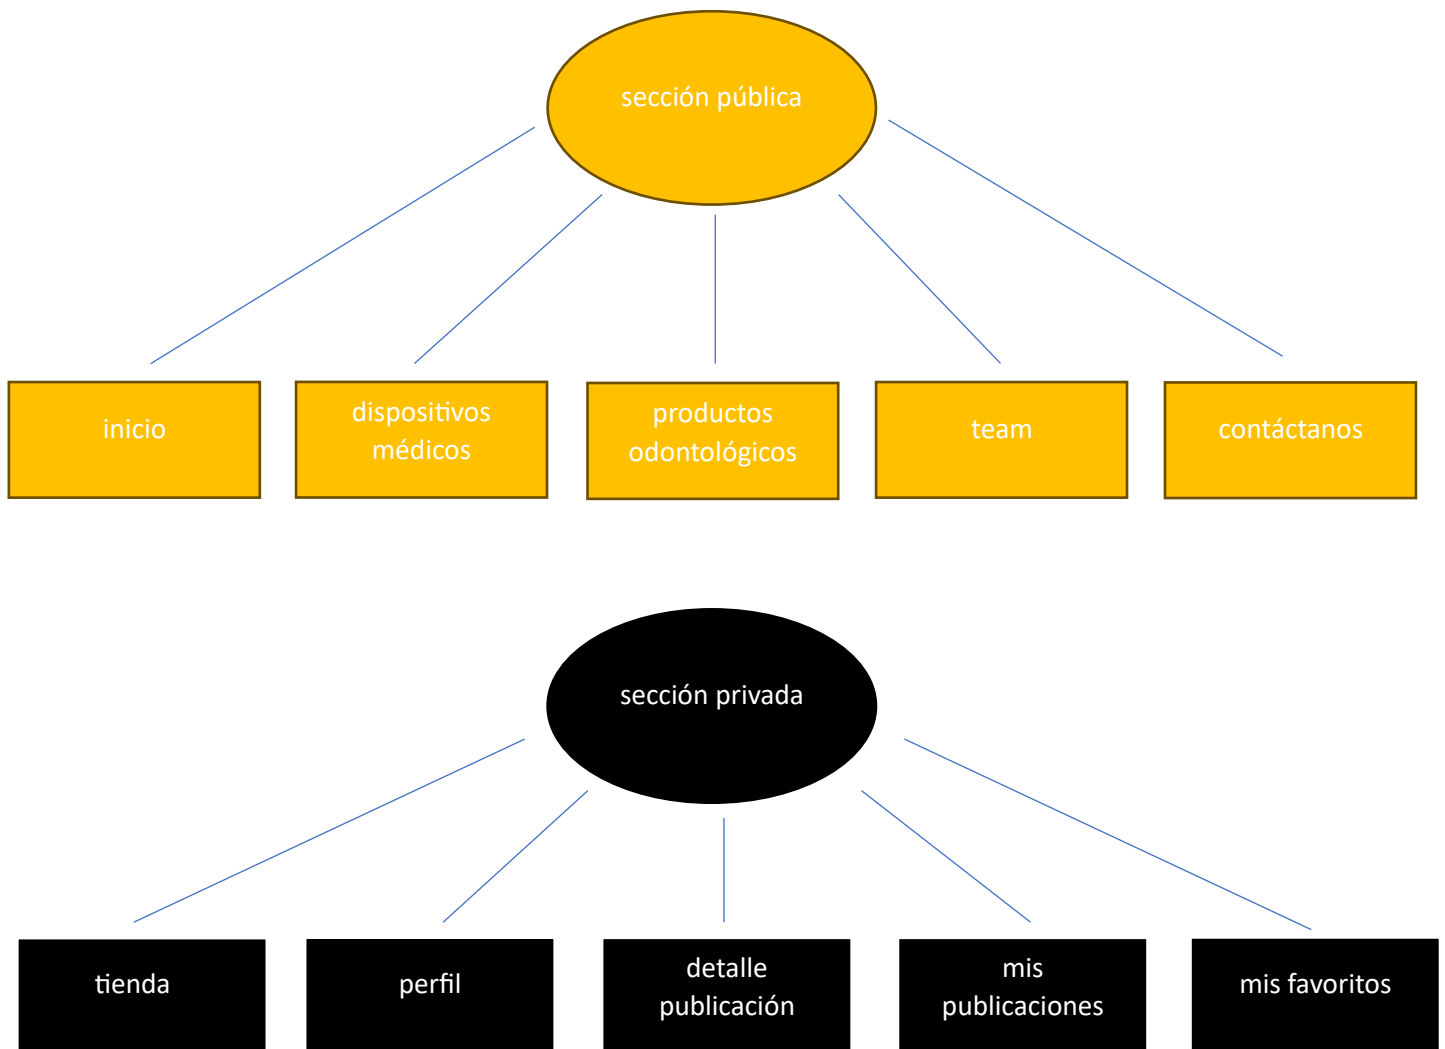 sección pública
inicio
dispositivos
médicos
productos
odontológicos
team
contáctanos
sección privada
tienda
perfil
detalle
publicación
mis
publicaciones
mis favoritos